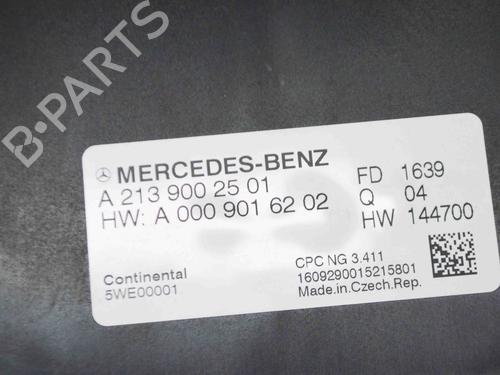 B-PARTS
MERCEDES-BENZ
A 213 900 25 01
HW: A 000 901 62 02
FD 1639
Q 04
HW 144700
Continental
5WE00001
CPC NG 3.411
1609290015215801
Made.in.Czech.Rep.